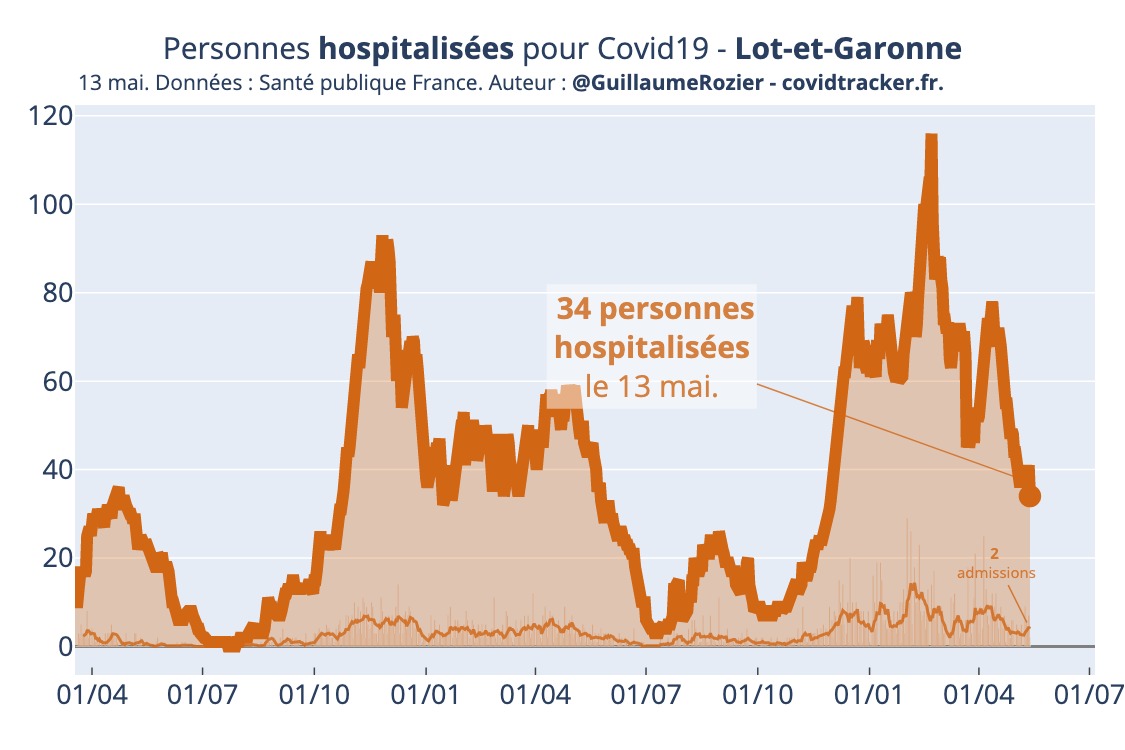 Personnes hospitalisées pour Covid19 - Lot-et-Garonne
13 mai. Données : Santé publique France. Auteur : @GuillaumeRozier - covidtracker.fr.
120
100
80
60
40
20
0
34 personnes
hospitalisées
le 13 mai.
2
admissions
01/04 01/07 01/10 01/01 01/04 01/07 01/10 01/01 01/04 01/07